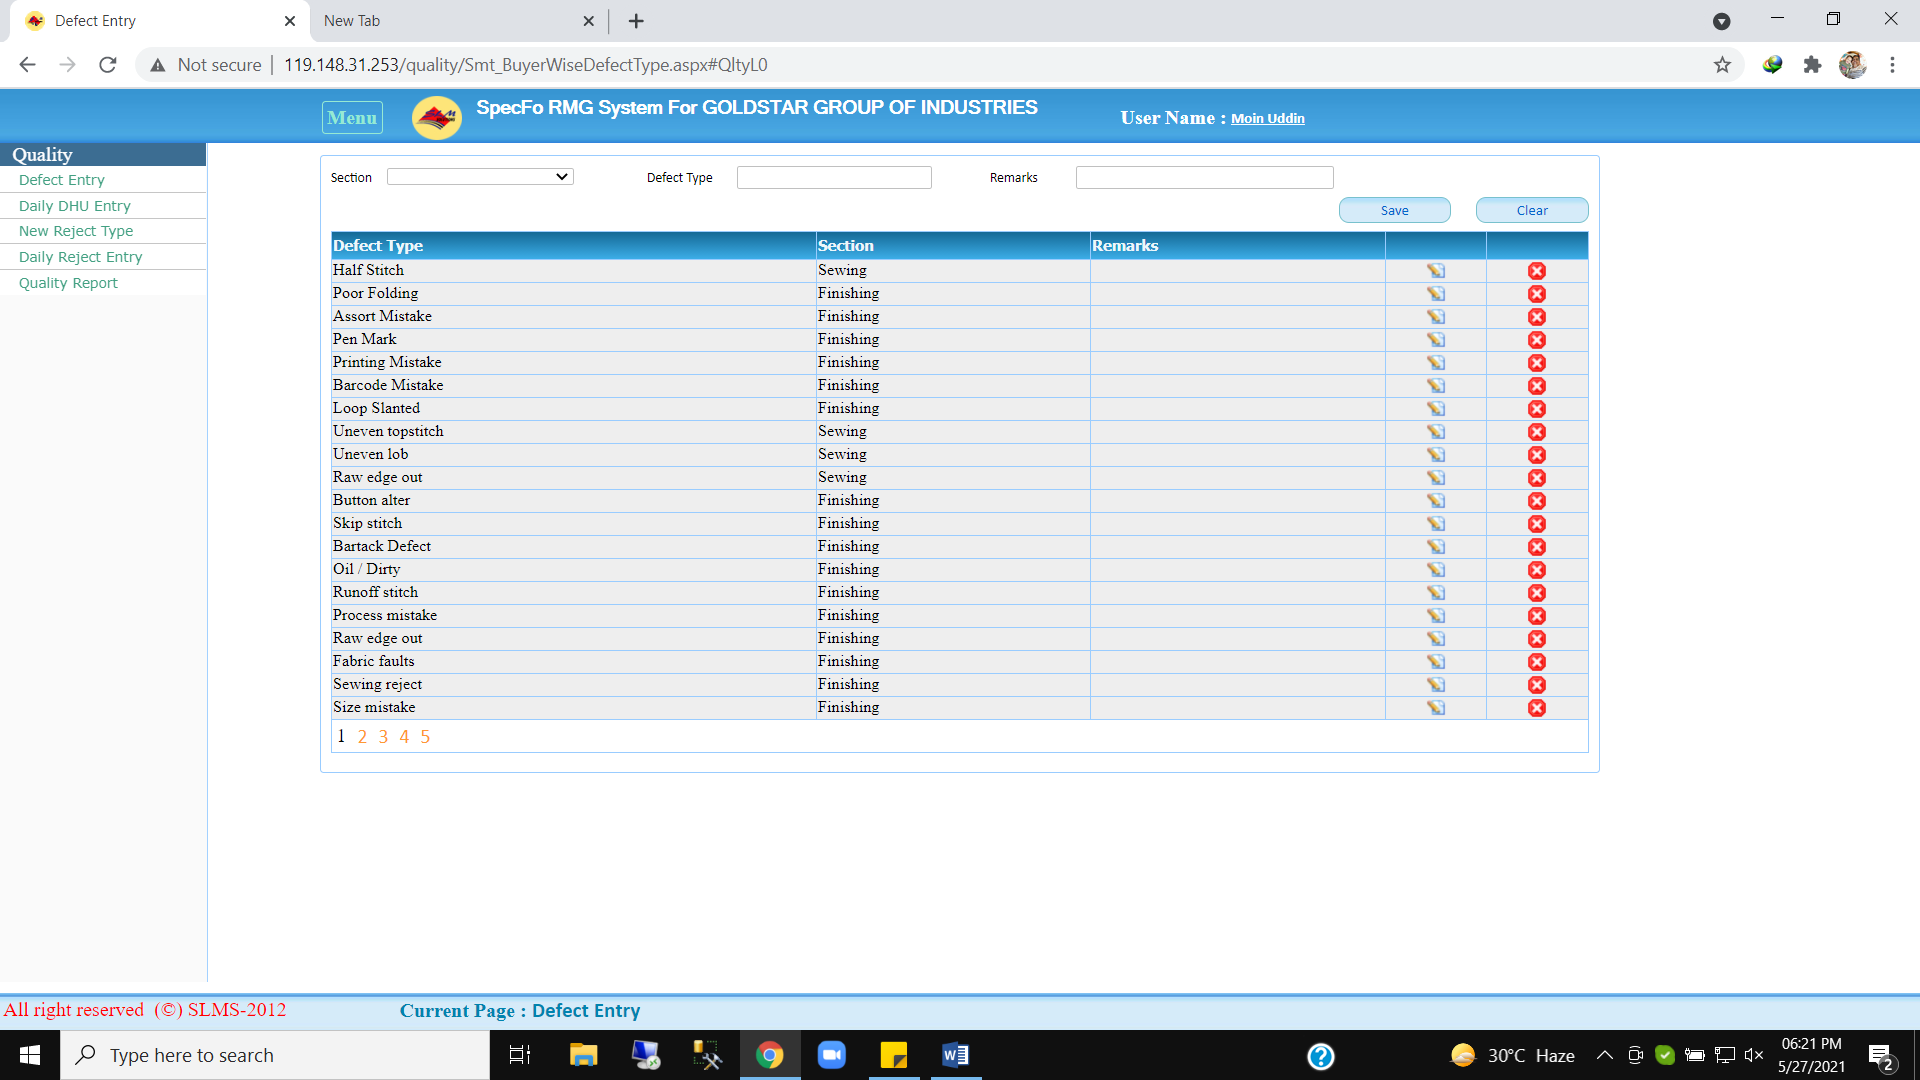 Defect Entry
New Tab
Not secure
119.148.31.253/quality/Smt_BuyerWiseDefectType.aspx#QltyL0
Menu
SpecFo RMG System For GOLDSTAR GROUP OF INDUSTRIES
User Name : Moin Uddin
Quality
Defect Entry
Daily DHU Entry
New Reject Type
Daily Reject Entry
Quality Report
Section Defect Type Remarks
Save Clear
Defect Type Section Remarks
Half Stitch Sewing
Poor Folding Finishing
Assort Mistake Finishing
Pen Mark Finishing
Printing Mistake Finishing
Barcode Mistake Finishing
Loop Slanted Finishing
Uneven topstitch Sewing
Uneven lob Sewing
Raw edge out Sewing
Button alter Finishing
Skip stitch Finishing
Bartack Defect Finishing
Oil / Dirty Finishing
Runoff stitch Finishing
Process mistake Finishing
Raw edge out Finishing
Fabric faults Finishing
Sewing reject Finishing
Size mistake Finishing
1 2 3 4 5
All right reserved (©) SLMS-2012
Current Page : Defect Entry
Type here to search
30°C Haze
06:21 PM
5/27/2021
2